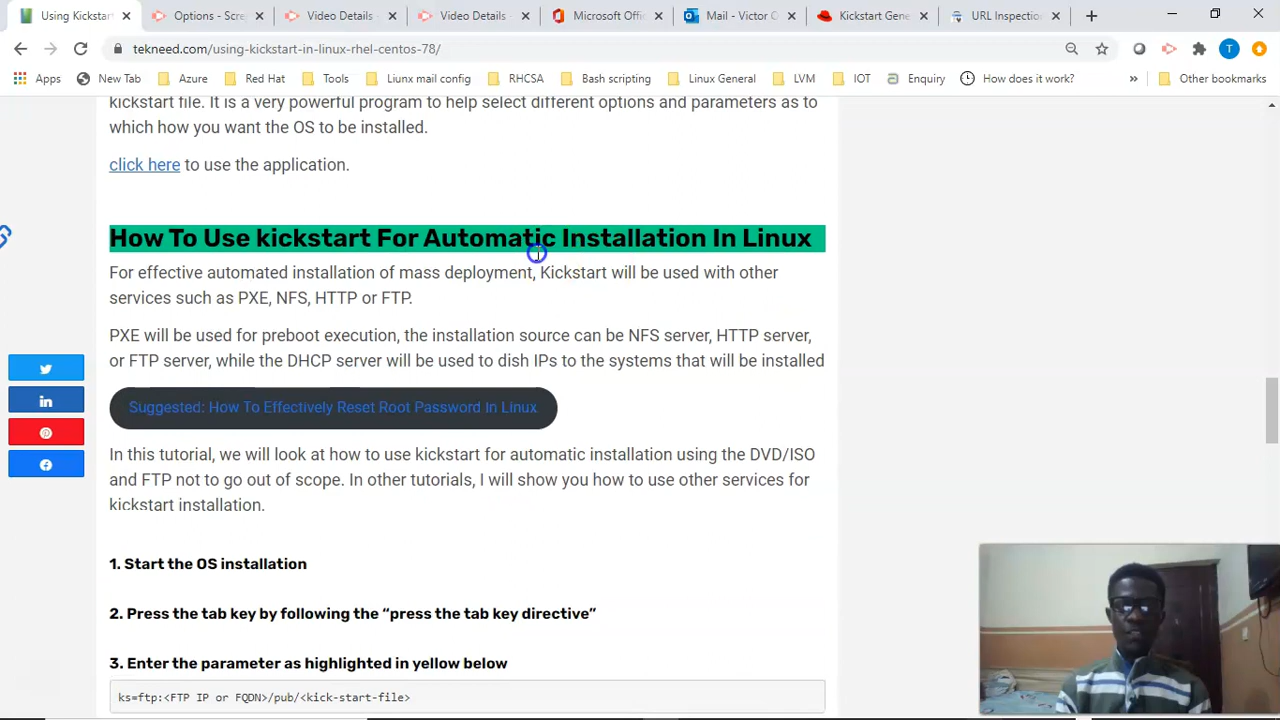 Using Kickstart
Options - Scre
Video Details -
Video Details -
Microsoft Offic
Mail - Victor O
Kickstart Gene
URL Inspection
tekneed.com/using-kickstart-in-linux-rhel-centos-78/
T
Apps
New Tab
Azure
Red Hat
Tools
Liunx mail config
RHCSA
Bash scripting
Linux General
LVM
IOT
Enquiry
How does it work?
»
Other bookmarks
kickstart file. It is a very powerful program to help select different options and parameters as to
which how you want the OS to be installed.
click here to use the application.
How To Use kickstart For Automatic Installation In Linux
For effective automated installation of mass deployment, Kickstart will be used with other
services such as PXE, NFS, HTTP or FTP.
PXE will be used for preboot execution, the installation source can be NFS server, HTTP server,
or FTP server, while the DHCP server will be used to dish IPs to the systems that will be installed
Suggested: How To Effectively Reset Root Password In Linux
In this tutorial, we will look at how to use kickstart for automatic installation using the DVD/ISO
and FTP not to go out of scope. In other tutorials, I will show you how to use other services for
kickstart installation.
1. Start the OS installation
2. Press the tab key by following the “press the tab key directive”
3. Enter the parameter as highlighted in yellow below
ks=ftp:<FTP IP or FQDN>/pub/<kick-start-file>